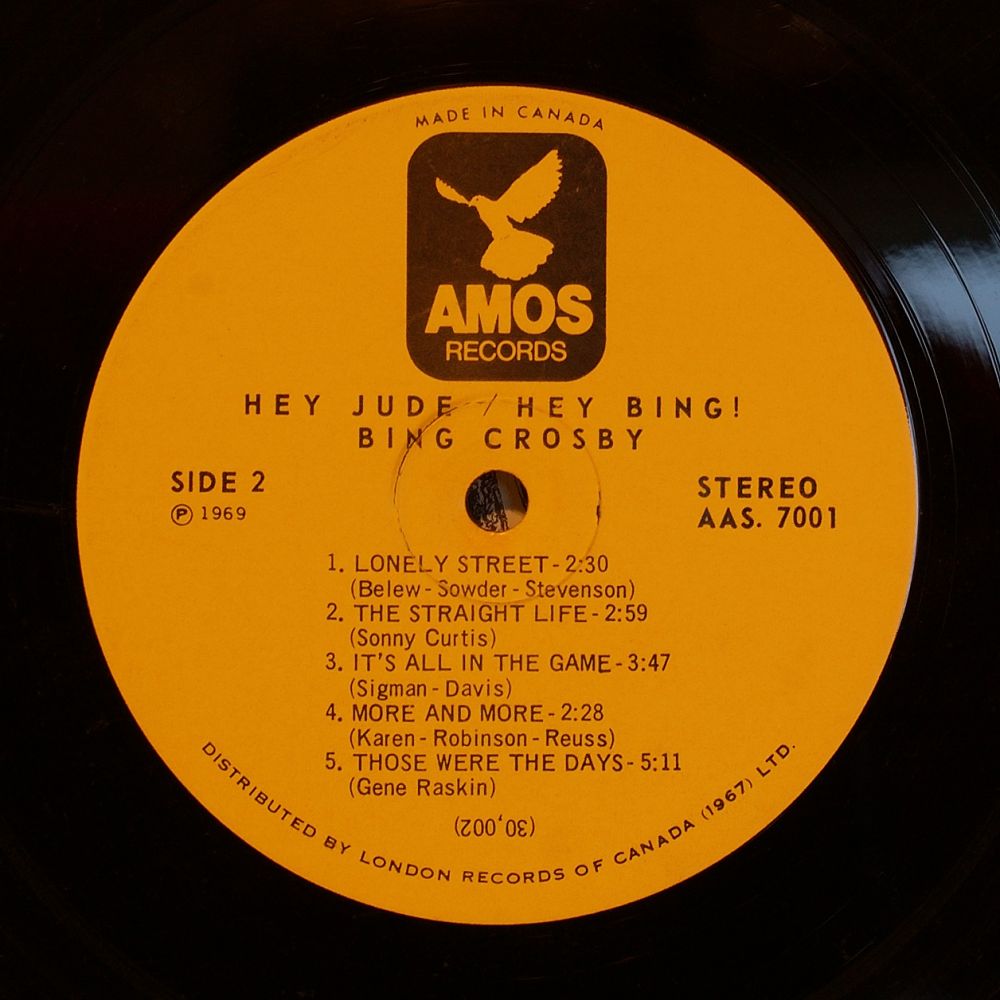 MADE IN CANADA
AMOS
RECORDS
HEY JUDE / HEY BING!
BING CROSBY
SIDE 2
℗ 1969
STEREO
AAS. 7001
1. LONELY STREET - 2:30
(Belew - Sowder - Stevenson)
2. THE STRAIGHT LIFE - 2:59
(Sonny Curtis)
3. IT'S ALL IN THE GAME - 3:47
(Sigman - Davis)
4. MORE AND MORE - 2:28
(Karen - Robinson - Reuss)
5. THOSE WERE THE DAYS - 5:11
(Gene Raskin)
(30,002)
DISTRIBUTED BY LONDON RECORDS OF CANADA (1967) LTD.